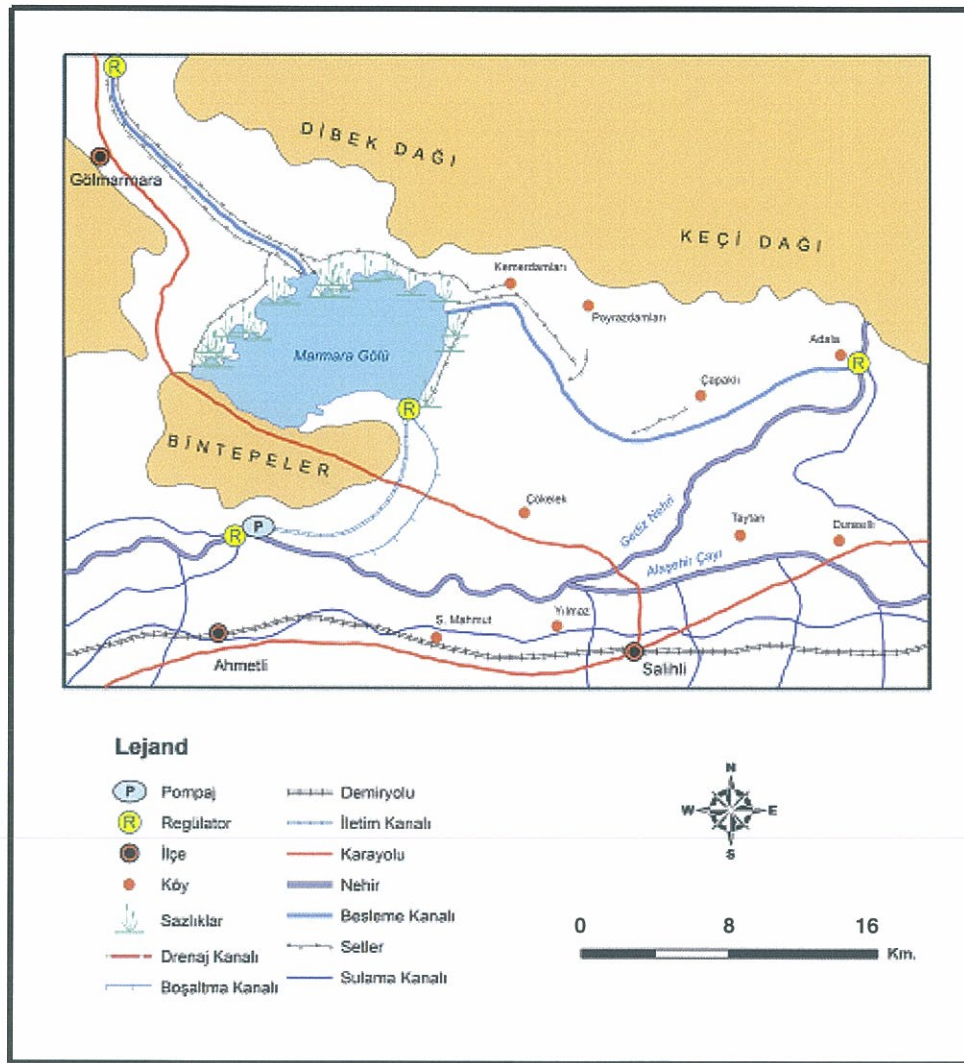 R
DİBEK DAĞI
Gölmarmara
KEÇİ DAĞI
Kemerdamları
Poyrazdamları
Marmara Gölü
Adala
R
Çapaklı
R
BİNTEPELER
Çökelek
Gediz Nehri
Taytan
Durasıllı
R
P
Alaşehir Çayı
Yılmaz
S. Mahmut
Ahmetli
Salihli
Lejand
P Pompaj
R Regülator
İlçe
Köy
Sazlıklar
Drenaj Kanalı
Boşaltma Kanalı
Demiryolu
İletim Kanalı
Karayolu
Nehir
Besleme Kanalı
Setler
Sulama Kanalı
N
W E
S
0 8 16
Km.